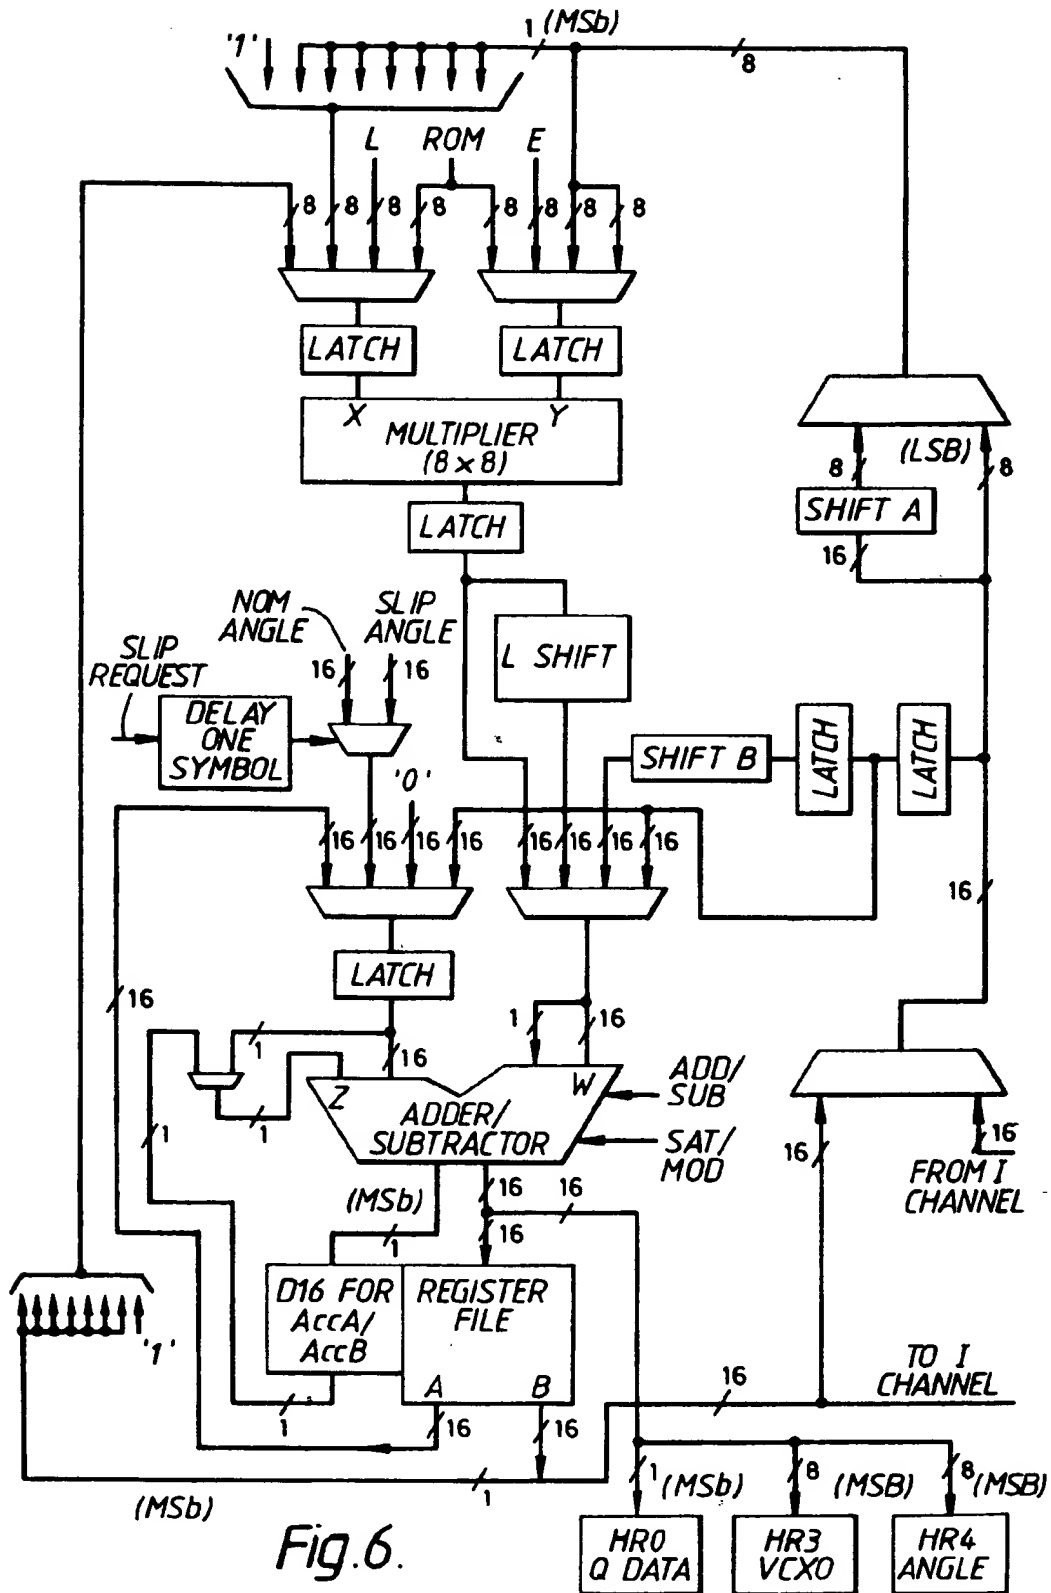 1 (MSb)
'1'
8
L ROM E
8 8 8 8 8 8 8 8
LATCH LATCH
X Y
MULTIPLIER
(8 x 8)
(LSB)
8 8
LATCH
SHIFT A
16
NOM
ANGLE
SLIP
ANGLE
L SHIFT
SLIP
REQUEST
16 16
DELAY
ONE
SYMBOL
SHIFT B
LATCH
LATCH
'0'
16 16 16 16 16 16 16 16
16
LATCH
16
1 16 1 16
Z W
ADD/
SUB
ADDER/
SUBTRACTOR
1 1
SAT/
MOD
16 16
FROM I
CHANNEL
(MSb)
16 16
1 16
D16 FOR
AccA/
AccB
REGISTER
FILE
'1'
TO I
CHANNEL
A B
16
1 16 16
(MSb)
1
1 (MSb) 8 (MSB) 8 (MSB)
Fig.6.
HR0
Q DATA
HR3
VCXO
HR4
ANGLE